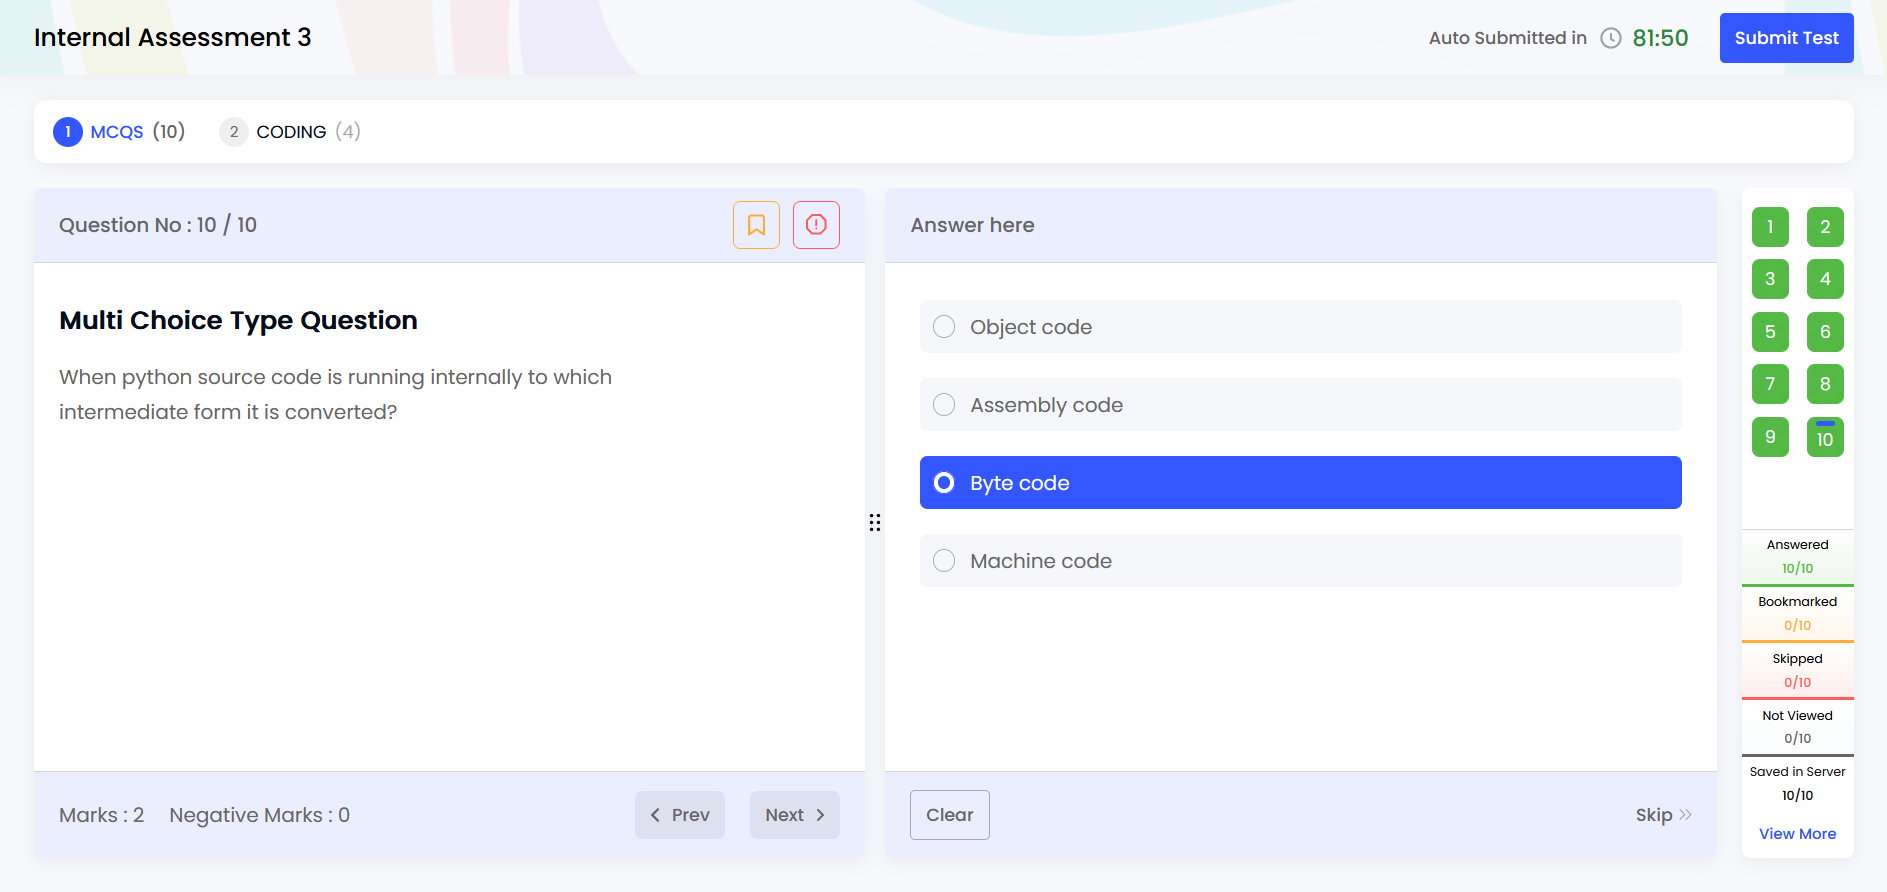 Internal Assessment 3
Auto Submitted in 81:50
Submit Test
1 MCQS (10)
2 CODING (4)
Question No : 10 / 10
Multi Choice Type Question
When python source code is running internally to which
intermediate form it is converted?
Marks : 2 Negative Marks : 0
Prev
Next
Answer here
Object code
Assembly code
Byte code
Machine code
Clear
Skip
1 2
3 4
5 6
7 8
9 10
Answered
10/10
Bookmarked
0/10
Skipped
0/10
Not Viewed
0/10
Saved in Server
10/10
View More